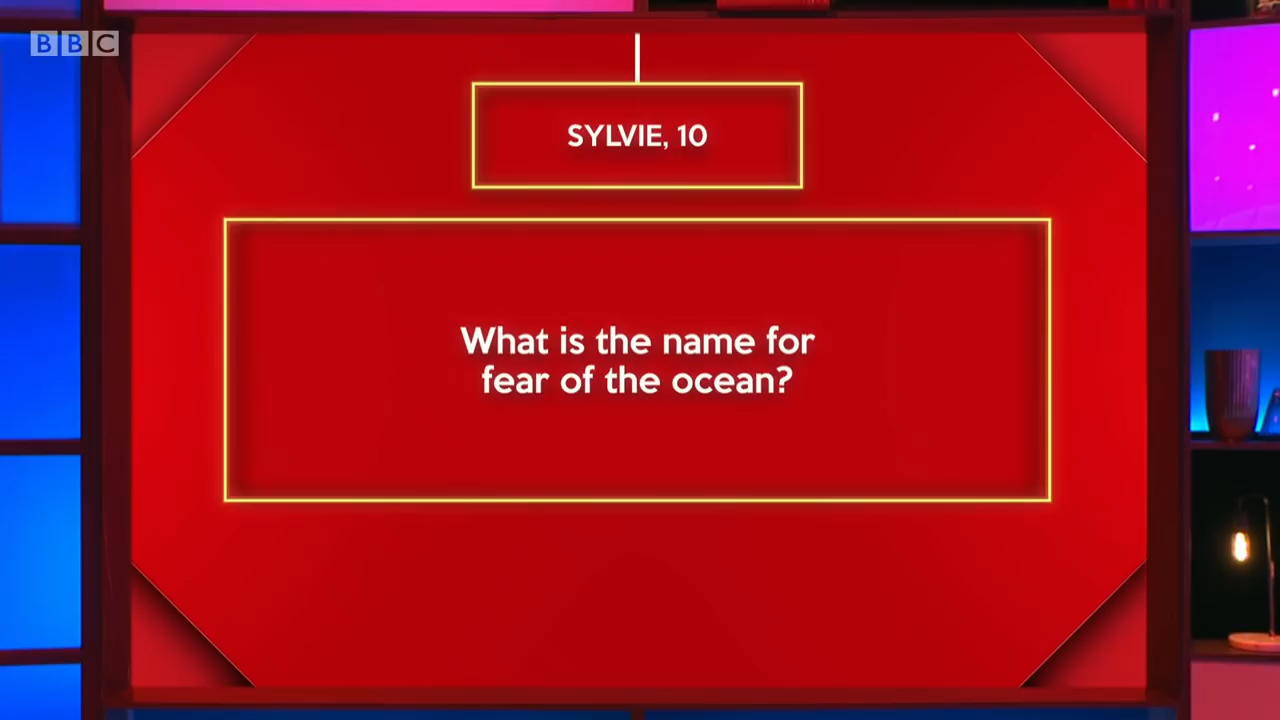 BBC
SYLVIE, 10
What is the name for
fear of the ocean?